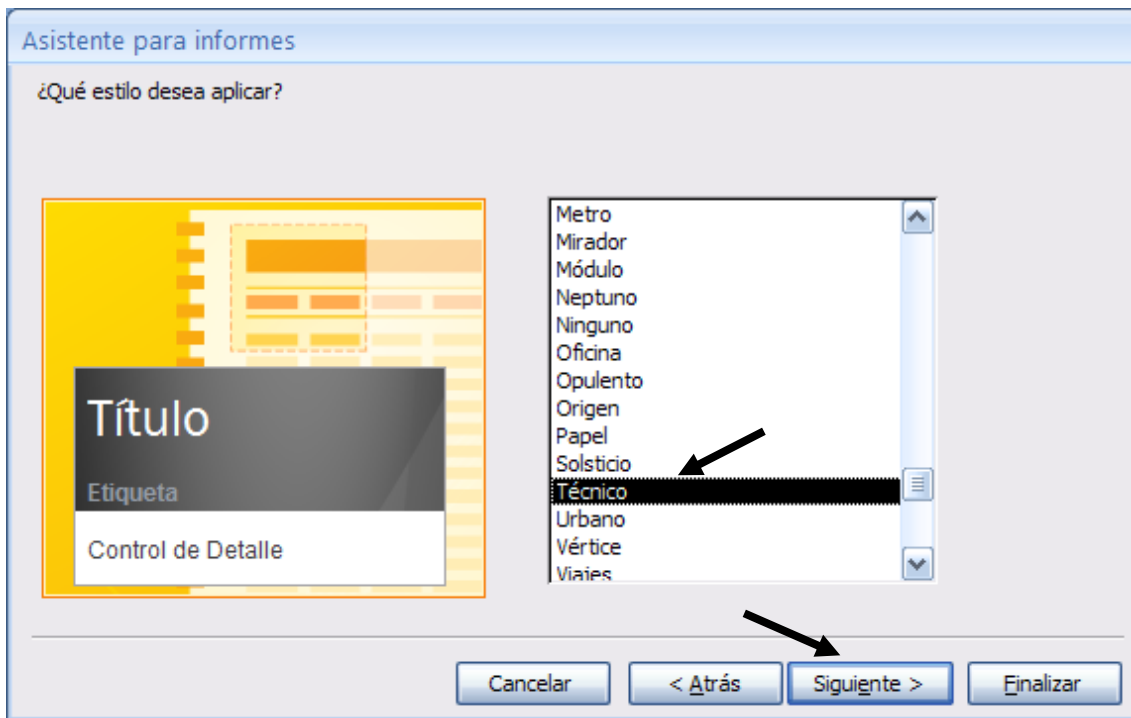 Asistente para informes
¿Qué estilo desea aplicar?
Título
Etiqueta
Control de Detalle
Metro
Mirador
Módulo
Neptuno
Ninguno
Oficina
Opulento
Origen
Papel
Solsticio
Técnico
Urbano
Vértice
Viajes
Cancelar
< Atrás
Siguiente >
Finalizar